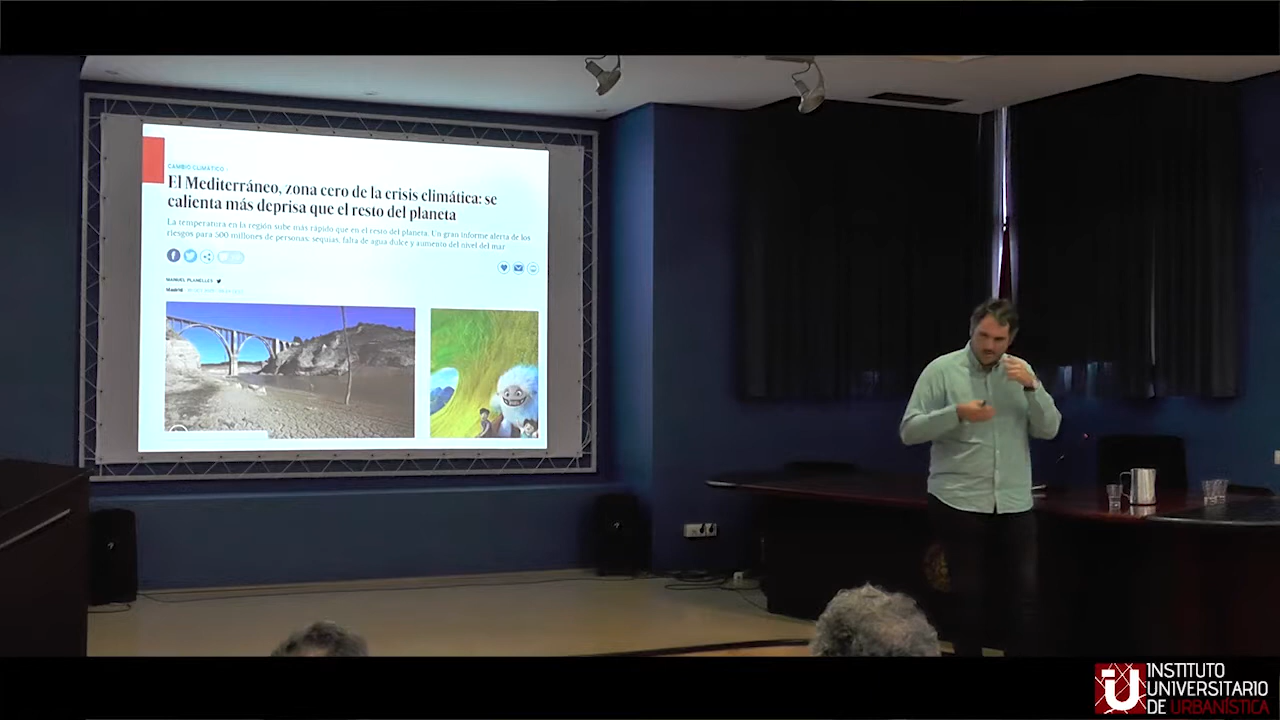 CAMBIO CLIMÁTICO
El Mediterráneo, zona cero de la crisis climática: se
calienta más deprisa que el resto del planeta
La temperatura en la región sube más rápido que en el resto del planeta. Un gran informe alerta de los
riesgos para 500 millones de personas, sequías, falta de agua dulce y aumento del nivel del mar
MANUEL PLANELLES
Madrid
INSTITUTO
UNIVERSITARIO
DE URBANÍSTICA